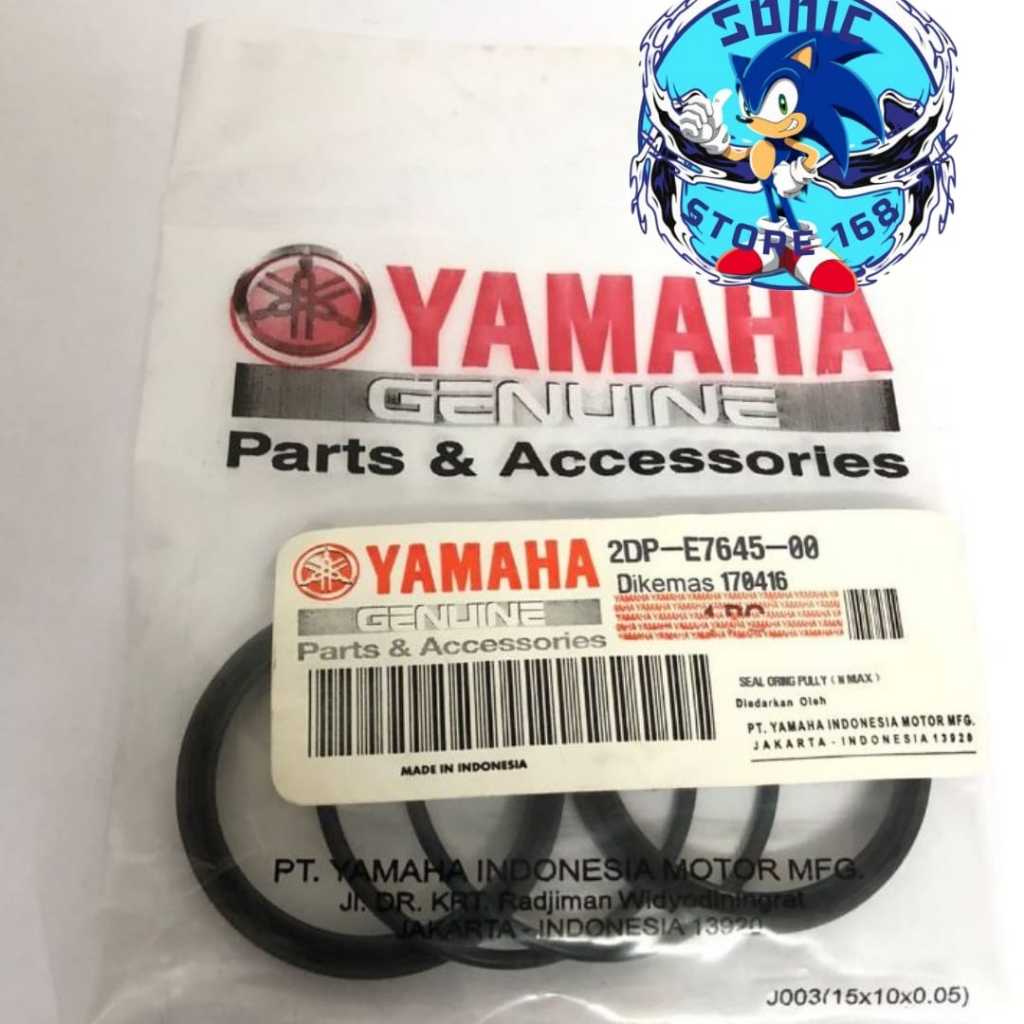 SONIC
STORE 168
YAMAHA
GENUINE
Parts & Accessories
YAMAHA
GENUINE
Parts & Accessories
2DP-E7645-00
Dikemas 170416
SEAL ORING PULLY ( N MAX )
Diedarkan Oleh
PT. YAMAHA INDONESIA MOTOR MFG.
JAKARTA - INDONESIA 13920
MADE IN INDONESIA
PT. YAMAHA INDONESIA MOTOR MFG.
Jl. DR. KRT. Radjiman Widyodiningrat
JAKARTA - INDONESIA 13920
J003(15x10x0.05)